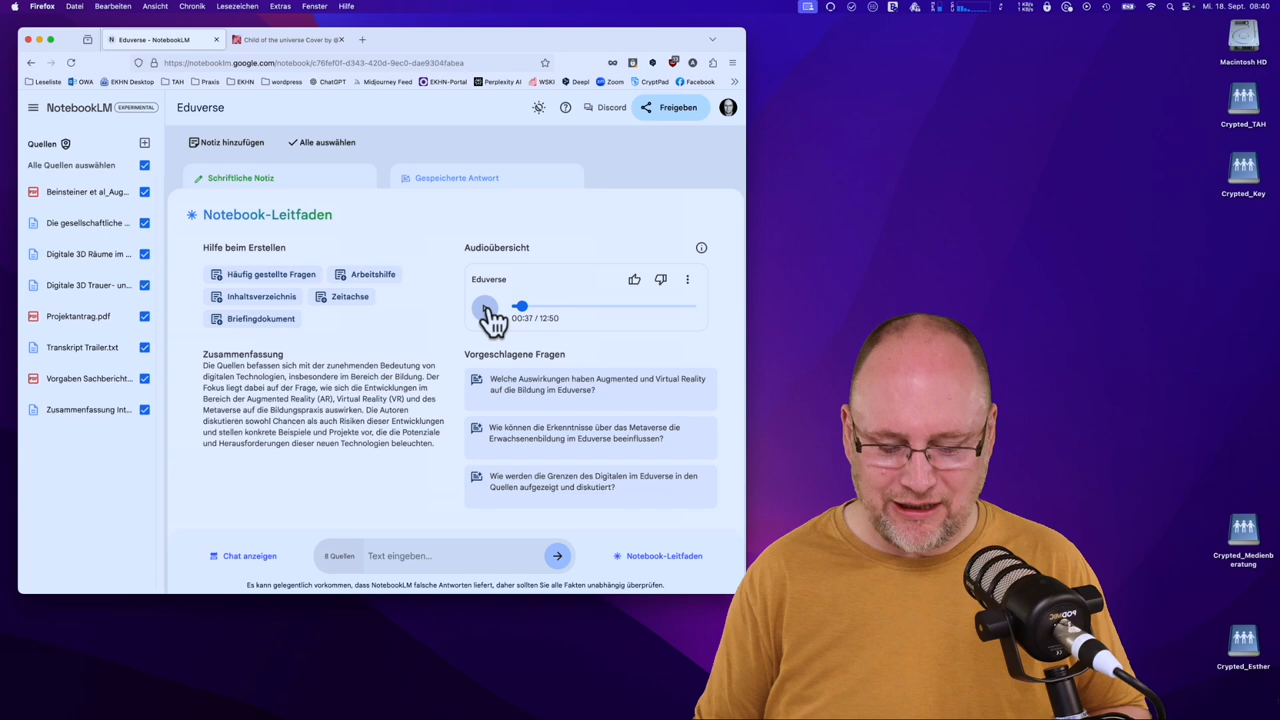 Firefox Datei Bearbeiten Ansicht Chronik Lesezeichen Extras Fenster Hilfe
Mi. 18. Sept. 08:40
Eduverse - NotebookLM
Child of the universe Cover by @
https://notebooklm.google.com/notebook/c76fef0f-d343-420d-9ec0-dae9304fabea
Leseliste OWA EKHN Desktop TAH Praxis EKHN wordpress ChatGPT Midjourney Feed EKHN-Portal Perplexity AI WSKI Deepl Zoom CryptPad Facebook
NotebookLM EXPERIMENTAL
Eduverse
Discord
Freigeben
Quellen
Alle Quellen auswählen
Beinsteiner et al_Aug...
Die gesellschaftliche ...
Digitale 3D Räume im ...
Digitale 3D Trauer- un...
Projektantrag.pdf
Transkript Trailer.txt
Vorgaben Sachbericht...
Zusammenfassung Int...
Notiz hinzufügen
Alle auswählen
Schriftliche Notiz
Gespeicherte Antwort
Notebook-Leitfaden
Hilfe beim Erstellen
Häufig gestellte Fragen
Arbeitshilfe
Inhaltsverzeichnis
Zeitachse
Briefingdokument
Zusammenfassung
Die Quellen befassen sich mit der zunehmenden Bedeutung von
digitalen Technologien, insbesondere im Bereich der Bildung. Der
Fokus liegt dabei auf der Frage, wie sich die Entwicklungen im
Bereich der Augmented Reality (AR), Virtual Reality (VR) und des
Metaverse auf die Bildungspraxis auswirken. Die Autoren
diskutieren sowohl Chancen als auch Risiken dieser Entwicklungen
und stellen konkrete Beispiele und Projekte vor, die die Potenziale
und Herausforderungen dieser neuen Technologien beleuchten.
Audioübersicht
Eduverse
00:37 / 12:50
Vorgeschlagene Fragen
Welche Auswirkungen haben Augmented und Virtual Reality
auf die Bildung im Eduverse?
Wie können die Erkenntnisse über das Metaverse die
Erwachsenenbildung im Eduverse beeinflussen?
Wie werden die Grenzen des Digitalen im Eduverse in den
Quellen aufgezeigt und diskutiert?
Chat anzeigen
8 Quellen
Text eingeben...
Notebook-Leitfaden
Es kann gelegentlich vorkommen, dass NotebookLM falsche Antworten liefert, daher sollten Sie alle Fakten unabhängig überprüfen.
Macintosh HD
Crypted_TAH
Crypted_Key
Crypted_Medienb
eratung
Crypted_Esther
PODMIC